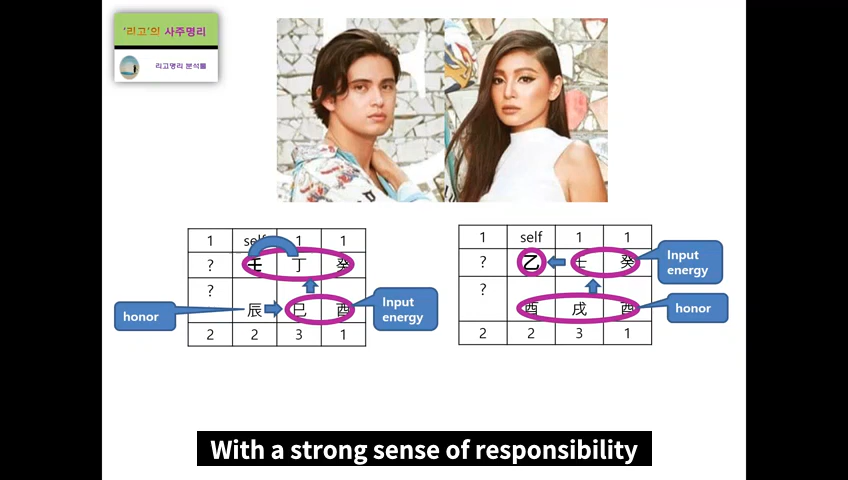 '리고'의 사주명리
리고명리 분석틀
1 self 1 1
? 壬 丁 癸
?
辰 巳 酉
2 2 3 1
honor
Input
energy
1 self 1 1
? 乙 壬 癸
?
酉 戌 酉
2 2 3 1
Input
energy
honor
With a strong sense of responsibility